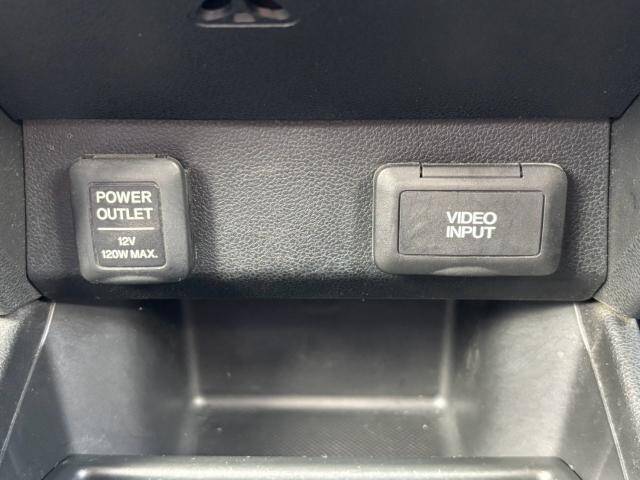 POWER
OUTLET
12V
120W MAX.
VIDEO
INPUT